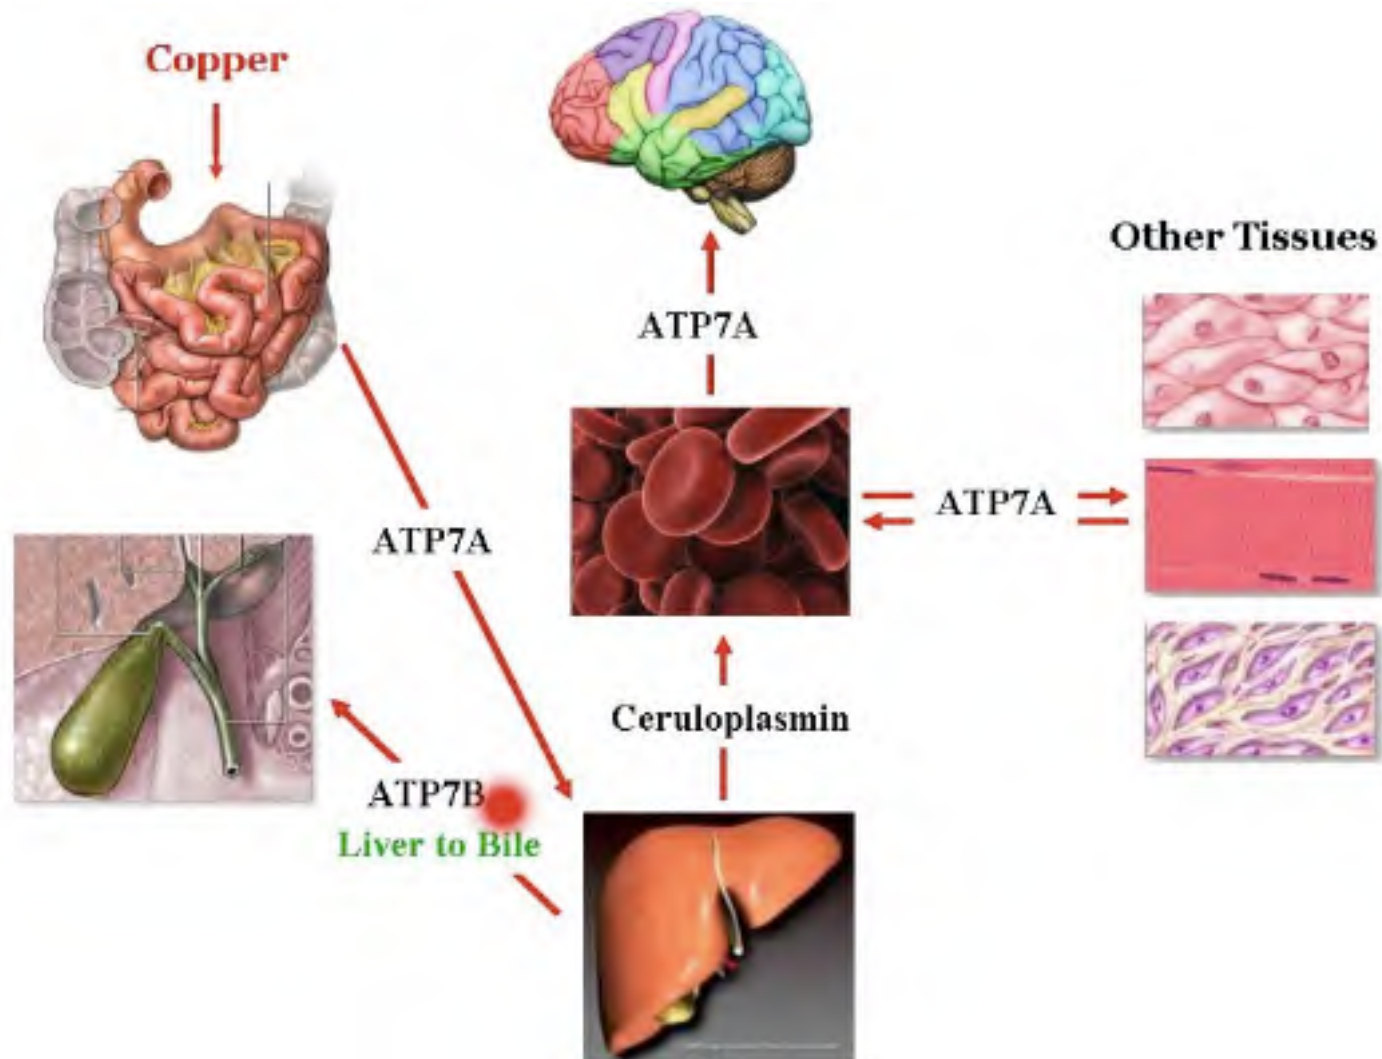 Copper
Other Tissues
ATP7A
ATP7A
ATP7A
Ceruloplasmin
ATP7B
Liver to Bile